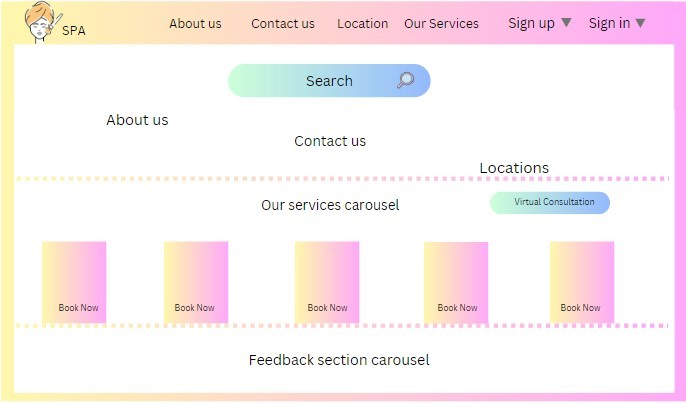 SPA
About us
Contact us
Location
Our Services
Sign up
Sign in
Search
About us
Contact us
Locations
Our services carousel
Virtual Consultation
Book Now
Book Now
Book Now
Book Now
Book Now
Feedback section carousel